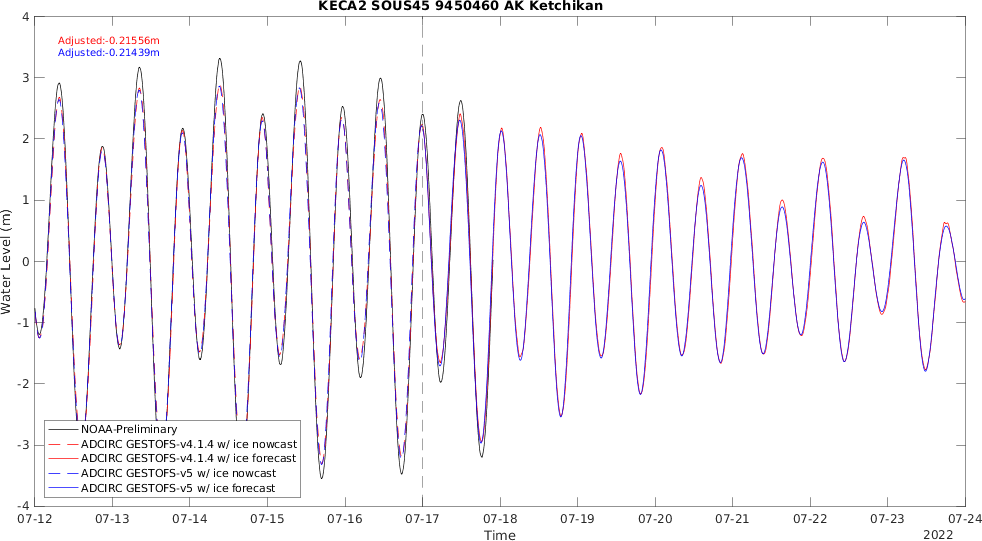 KECA2 SOUS45 9450460 AK Ketchikan
Adjusted:-0.21556m
Adjusted:-0.21439m
Water Level (m)
4
3
2
1
0
-1
-2
-3
-4
NOAA-Preliminary
ADCIRC GESTOFS-v4.1.4 w/ ice nowcast
ADCIRC GESTOFS-v4.1.4 w/ ice forecast
ADCIRC GESTOFS-v5 w/ ice nowcast
ADCIRC GESTOFS-v5 w/ ice forecast
07-12 07-13 07-14 07-15 07-16 07-17 07-18 07-19 07-20 07-21 07-22 07-23 07-24
Time
2022